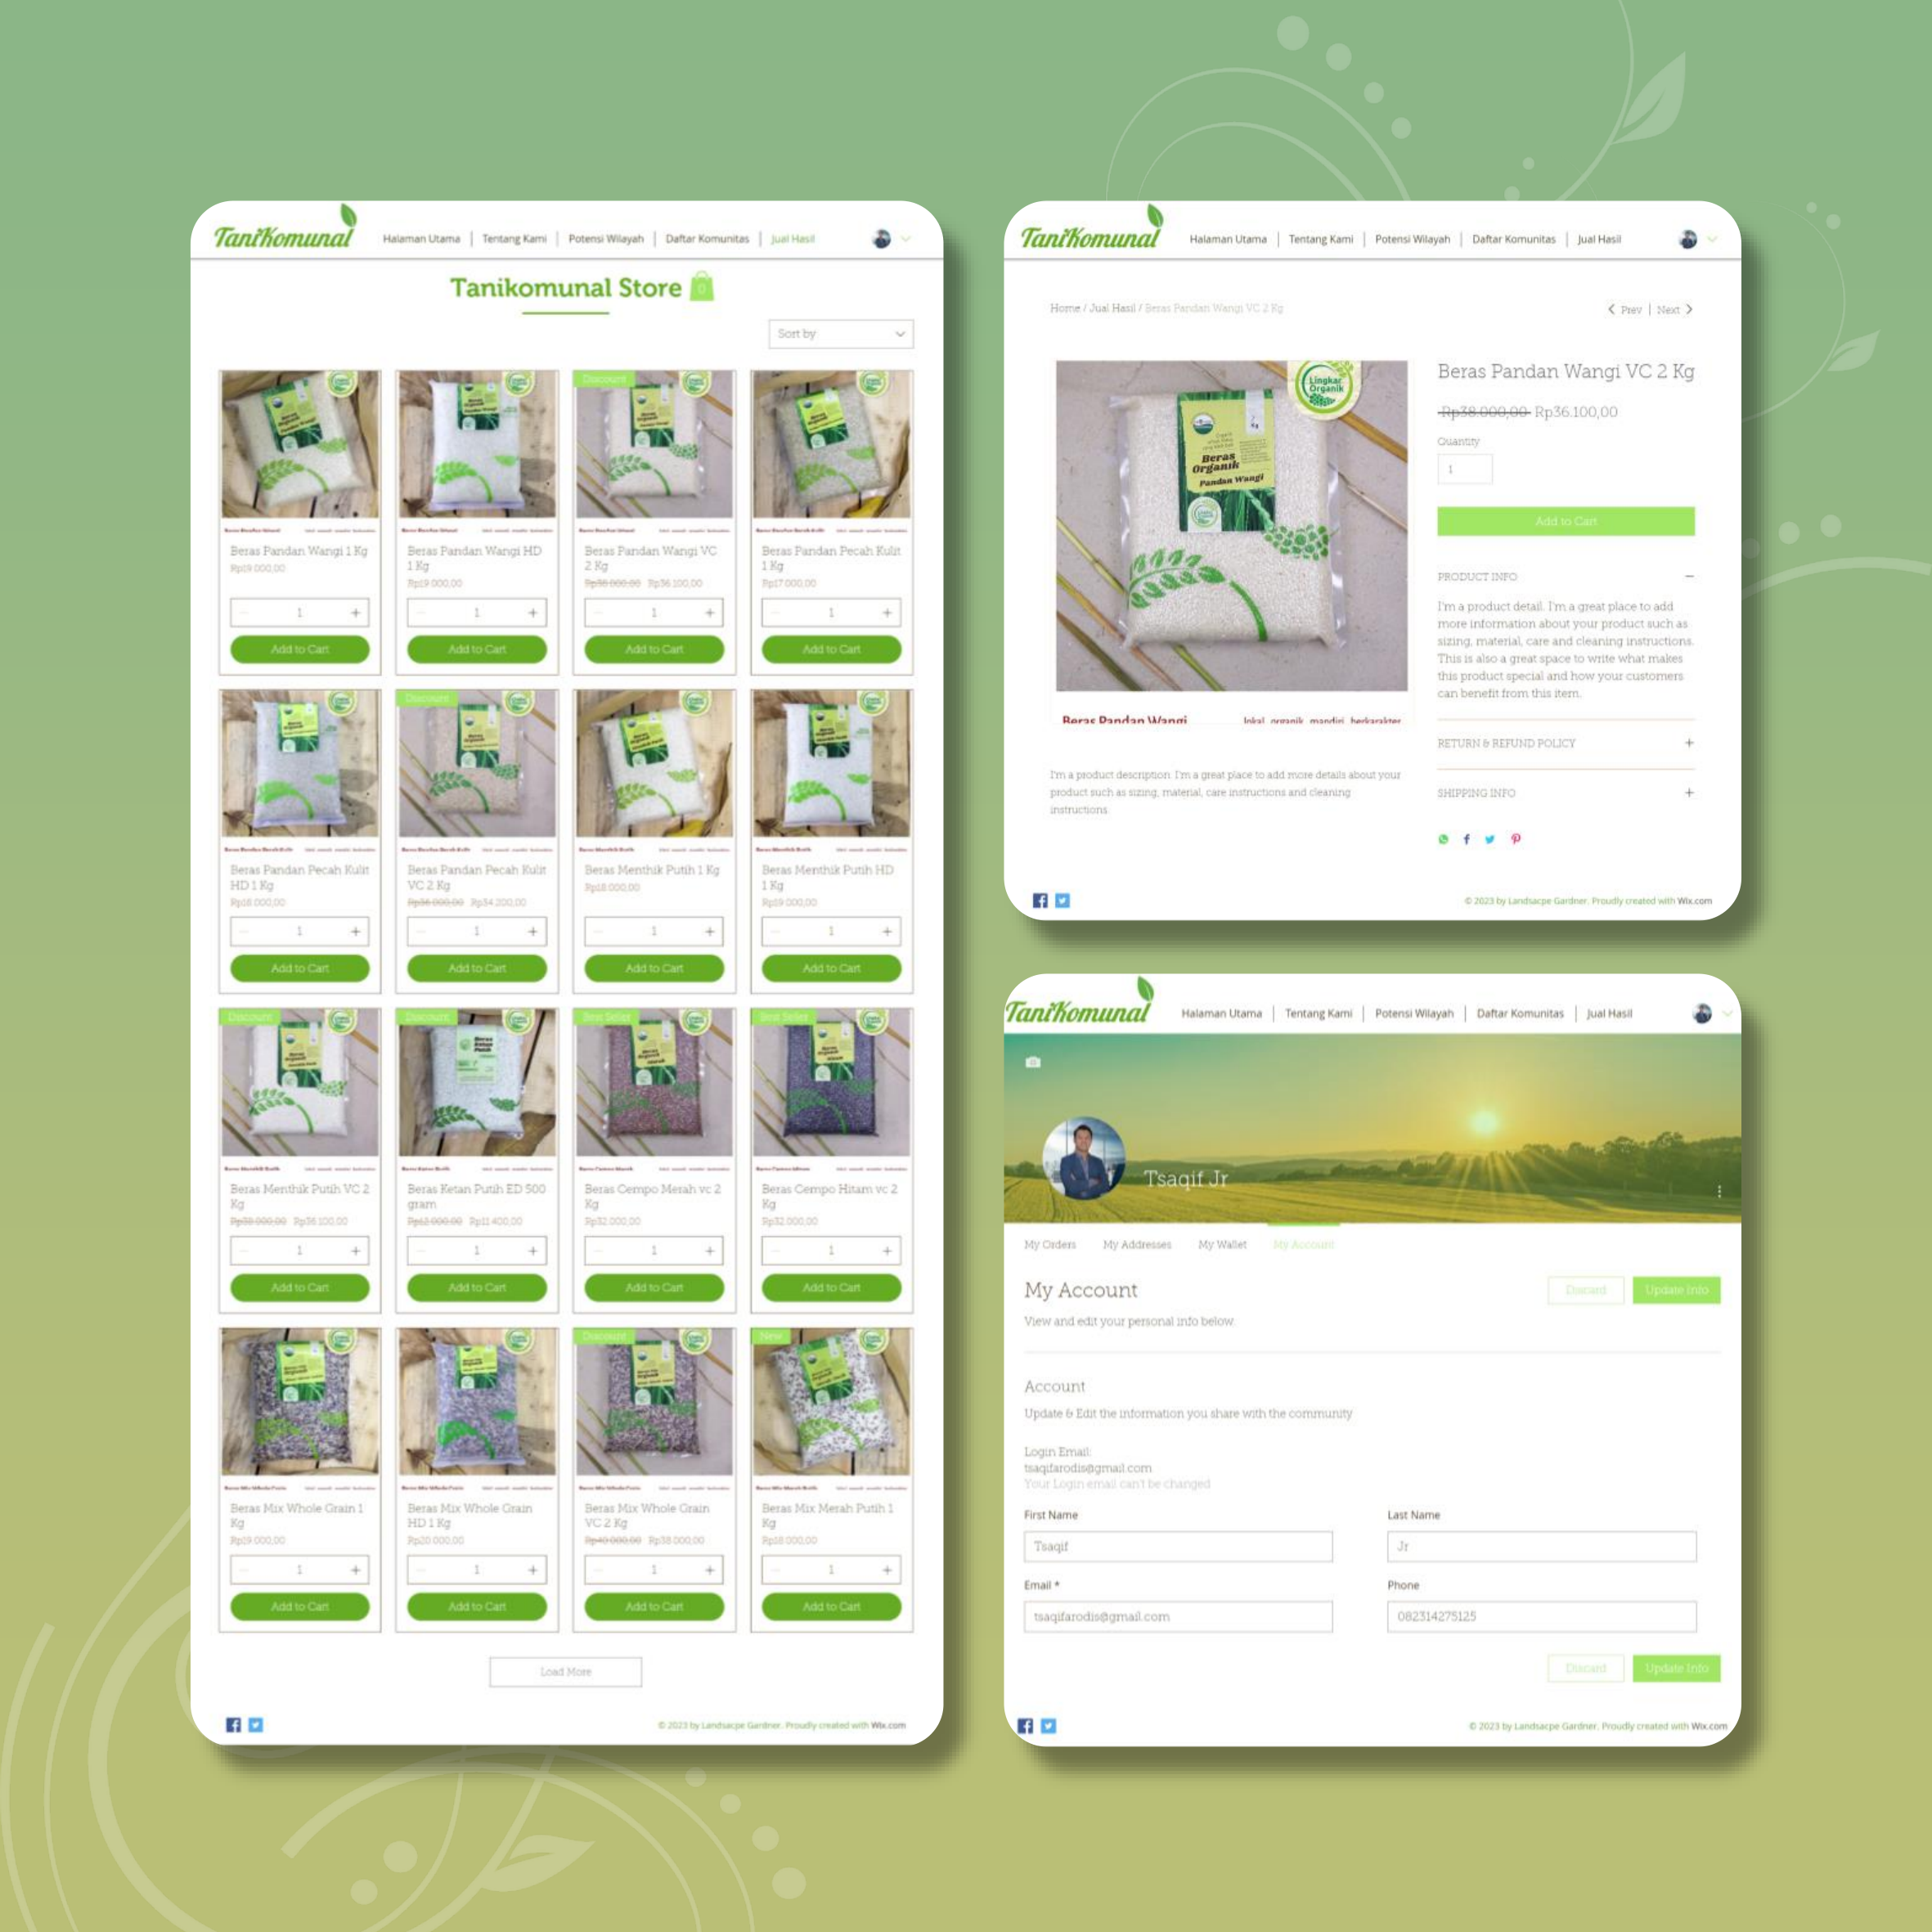 TaniKomunal
Halaman Utama | Tentang Kami | Potensi Wilayah | Daftar Komunitas | Jual Hasil
Tanikomunal Store 0
Sort by
Discount
Beras Pandan Wangi 1 Kg
Rp19.000,00
1 +
Add to Cart
Beras Pandan Wangi HD
1 Kg
Rp19.000,00
1 +
Add to Cart
Beras Pandan Wangi VC
2 Kg
Rp38.000,00 Rp36.100,00
1 +
Add to Cart
Beras Pandan Pecah Kulit
1 Kg
Rp17.000,00
1 +
Add to Cart
Discount
Beras Pandan Pecah Kulit
HD 1 Kg
Rp18.000,00
1 +
Add to Cart
Beras Pandan Pecah Kulit
VC 2 Kg
Rp36.000,00 Rp34.200,00
1 +
Add to Cart
Beras Menthik Putih 1 Kg
Rp18.000,00
1 +
Add to Cart
Beras Menthik Putih HD
1 Kg
Rp19.000,00
1 +
Add to Cart
Discount
Discount
Best Seller
Best Seller
Beras Menthik Putih VC 2
Kg
Rp38.000,00 Rp36.100,00
1 +
Add to Cart
Beras Ketan Putih ED 500
gram
Rp12.000,00 Rp11.400,00
1 +
Add to Cart
Beras Cempo Merah vc 2
Kg
Rp32.000,00
1 +
Add to Cart
Beras Cempo Hitam vc 2
Kg
Rp32.000,00
1 +
Add to Cart
Discount
New
Beras Mix Whole Grain 1
Kg
Rp19.000,00
1 +
Add to Cart
Beras Mix Whole Grain
HD 1 Kg
Rp20.000,00
1 +
Add to Cart
Beras Mix Whole Grain
VC 2 Kg
Rp40.000,00 Rp38.000,00
1 +
Add to Cart
Beras Mix Merah Putih 1
Kg
Rp18.000,00
1 +
Add to Cart
Load More
© 2023 by Landsacpe Gardner. Proudly created with Wix.com
TaniKomunal
Halaman Utama | Tentang Kami | Potensi Wilayah | Daftar Komunitas | Jual Hasil
Home / Jual Hasil / Beras Pandan Wangi VC 2 Kg
< Prev | Next >
Lingkar
Organik
Beras
Organik
Pandan Wangi
Beras Pandan Wangi
lokal organik mandiri berkarakter
I'm a product description. I'm a great place to add more details about your
product such as sizing, material, care instructions and cleaning
instructions.
Beras Pandan Wangi VC 2 Kg
Rp38.000,00 Rp36.100,00
Quantity
1
Add to Cart
PRODUCT INFO −
I'm a product detail. I'm a great place to add
more information about your product such as
sizing, material, care and cleaning instructions.
This is also a great space to write what makes
this product special and how your customers
can benefit from this item.
RETURN & REFUND POLICY +
SHIPPING INFO +
© 2023 by Landsacpe Gardner. Proudly created with Wix.com
TaniKomunal
Halaman Utama | Tentang Kami | Potensi Wilayah | Daftar Komunitas | Jual Hasil
Tsaqif Jr
My Orders My Addresses My Wallet My Account
My Account
Discard Update Info
View and edit your personal info below.
Account
Update & Edit the information you share with the community
Login Email:
tsaqifarodis@gmail.com
Your Login email can't be changed
First Name
Last Name
Tsaqif
Jr
Email *
Phone
tsaqifarodis@gmail.com
082314275125
Discard Update Info
© 2023 by Landsacpe Gardner. Proudly created with Wix.com